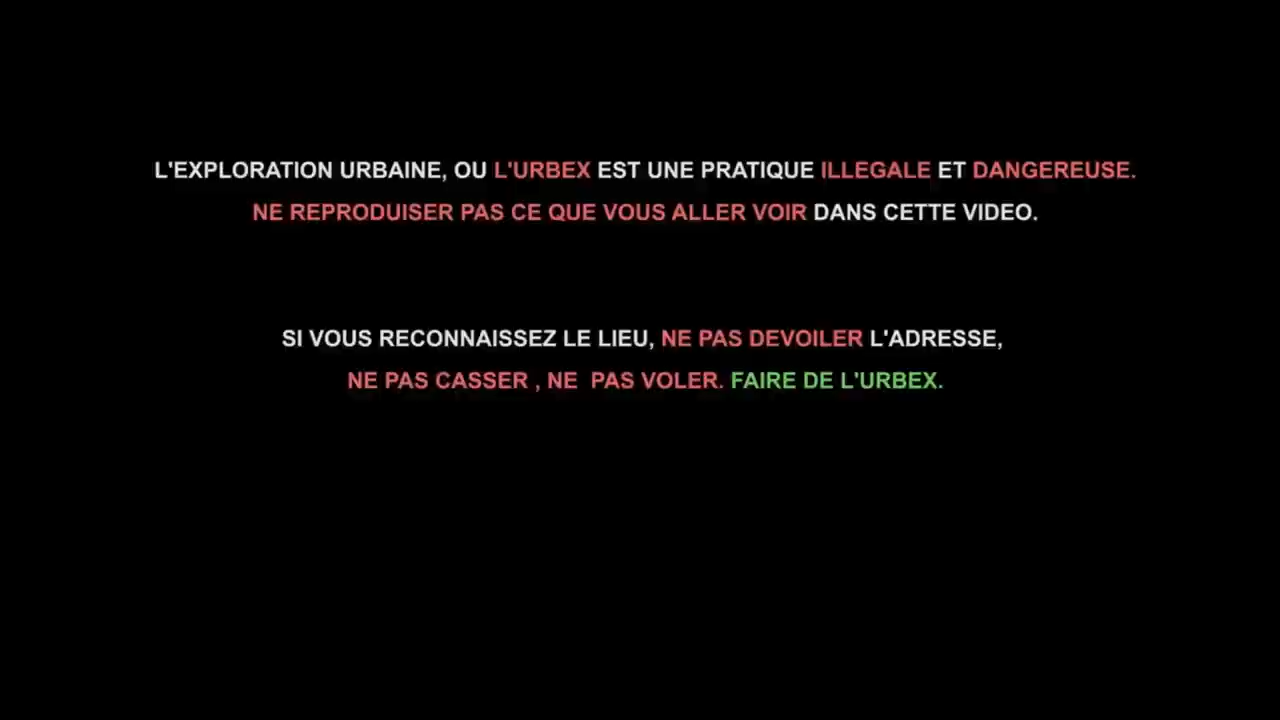 L'EXPLORATION URBAINE, OU L'URBEX EST UNE PRATIQUE ILLEGALE ET DANGEREUSE.
NE REPRODUISER PAS CE QUE VOUS ALLER VOIR DANS CETTE VIDEO.
SI VOUS RECONNAISSEZ LE LIEU, NE PAS DEVOILER L'ADRESSE,
NE PAS CASSER , NE  PAS VOLER. FAIRE DE L'URBEX.